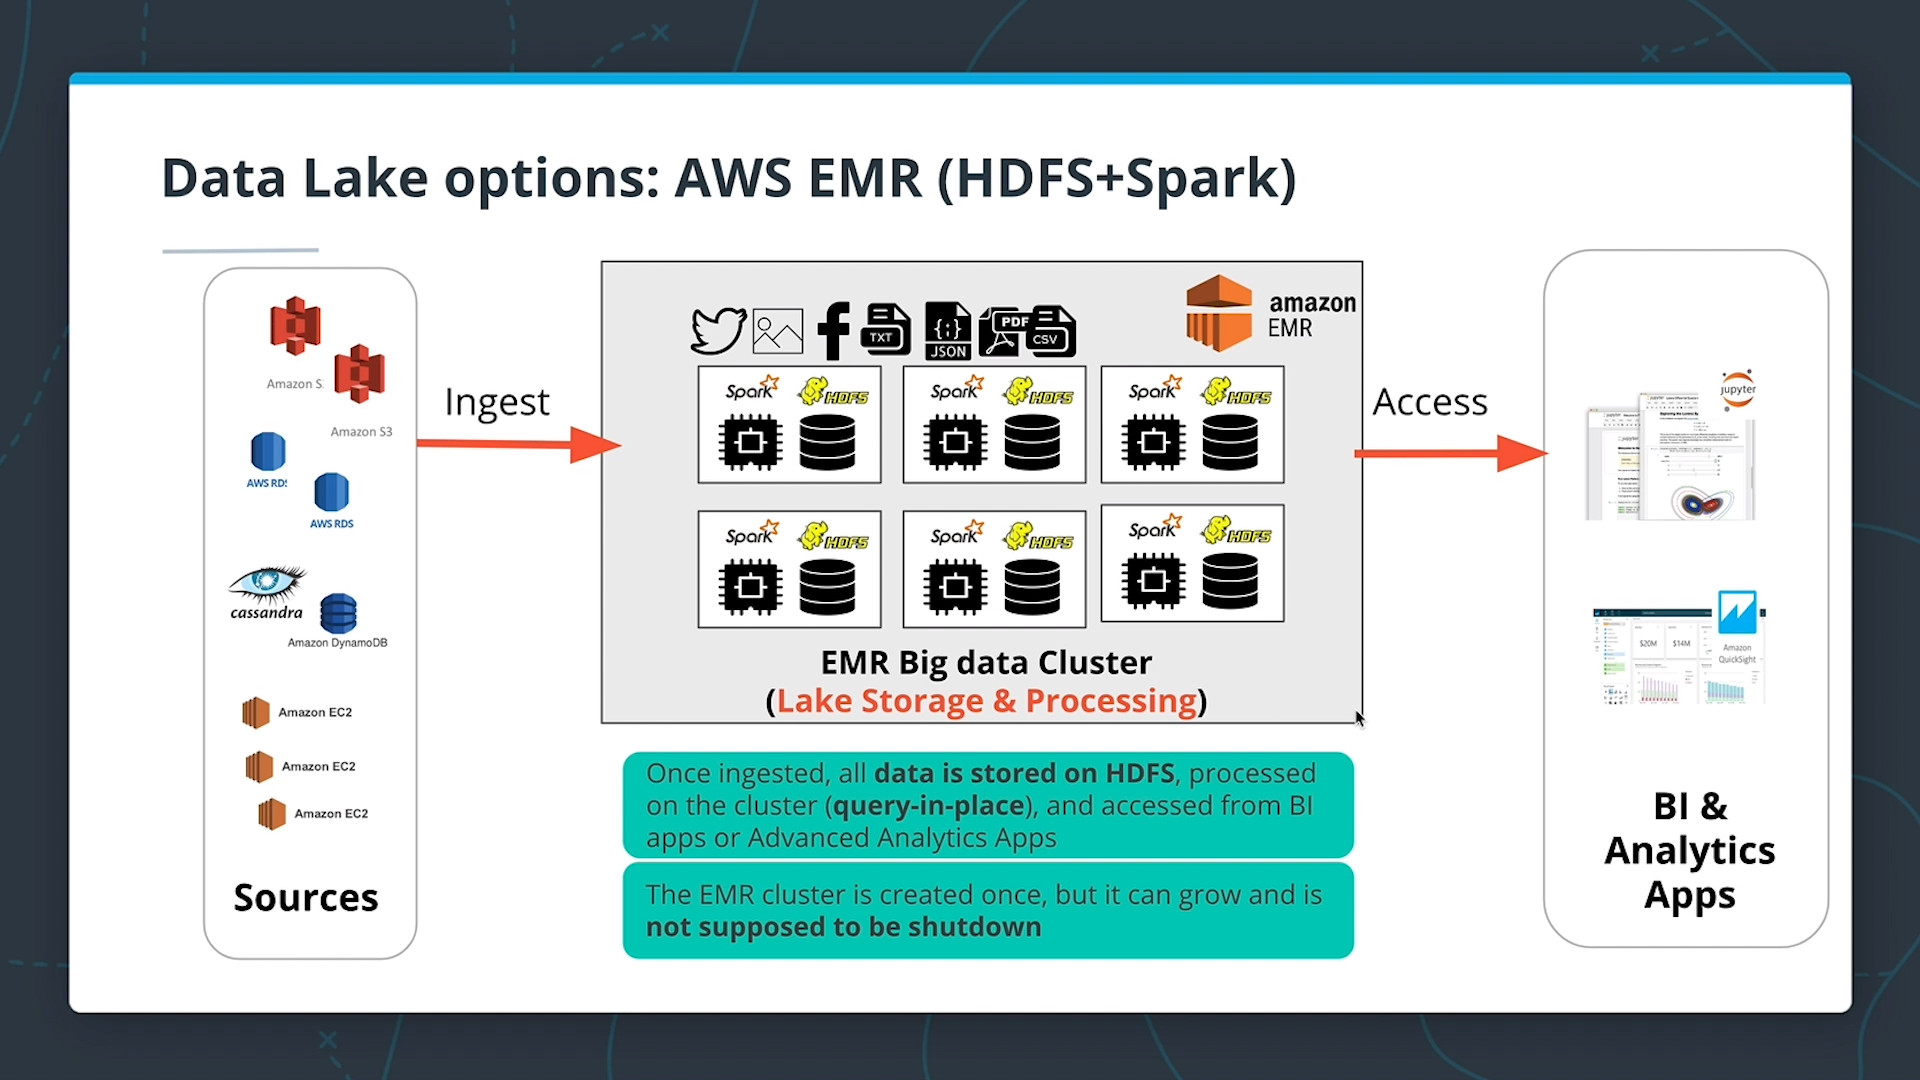 Data Lake options: AWS EMR (HDFS+Spark)
Amazon S
Amazon S3
AWS RDS
AWS RDS
cassandra
Amazon DynamoDB
Amazon EC2
Amazon EC2
Amazon EC2
Sources
Ingest
TXT
JSON
PDF
CSV
amazon
EMR
Spark HDFS
Spark HDFS
Spark HDFS
Spark HDFS
Spark HDFS
Spark HDFS
EMR Big data Cluster
(Lake Storage & Processing)
Once ingested, all data is stored on HDFS, processed
on the cluster (query-in-place), and accessed from BI
apps or Advanced Analytics Apps
The EMR cluster is created once, but it can grow and is
not supposed to be shutdown
Access
jupyter
$20M
$14M
Amazon
QuickSight
BI &
Analytics
Apps